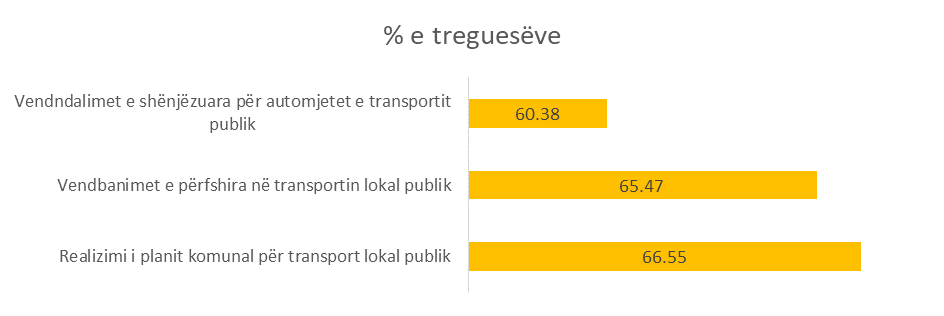 % e treguesëve
Vendndalimet e shënjëzuara për automjetet e transportit
publik
60.38
Vendbanimet e përfshira në transportin lokal publik
65.47
Realizimi i planit komunal për transport lokal publik
66.55